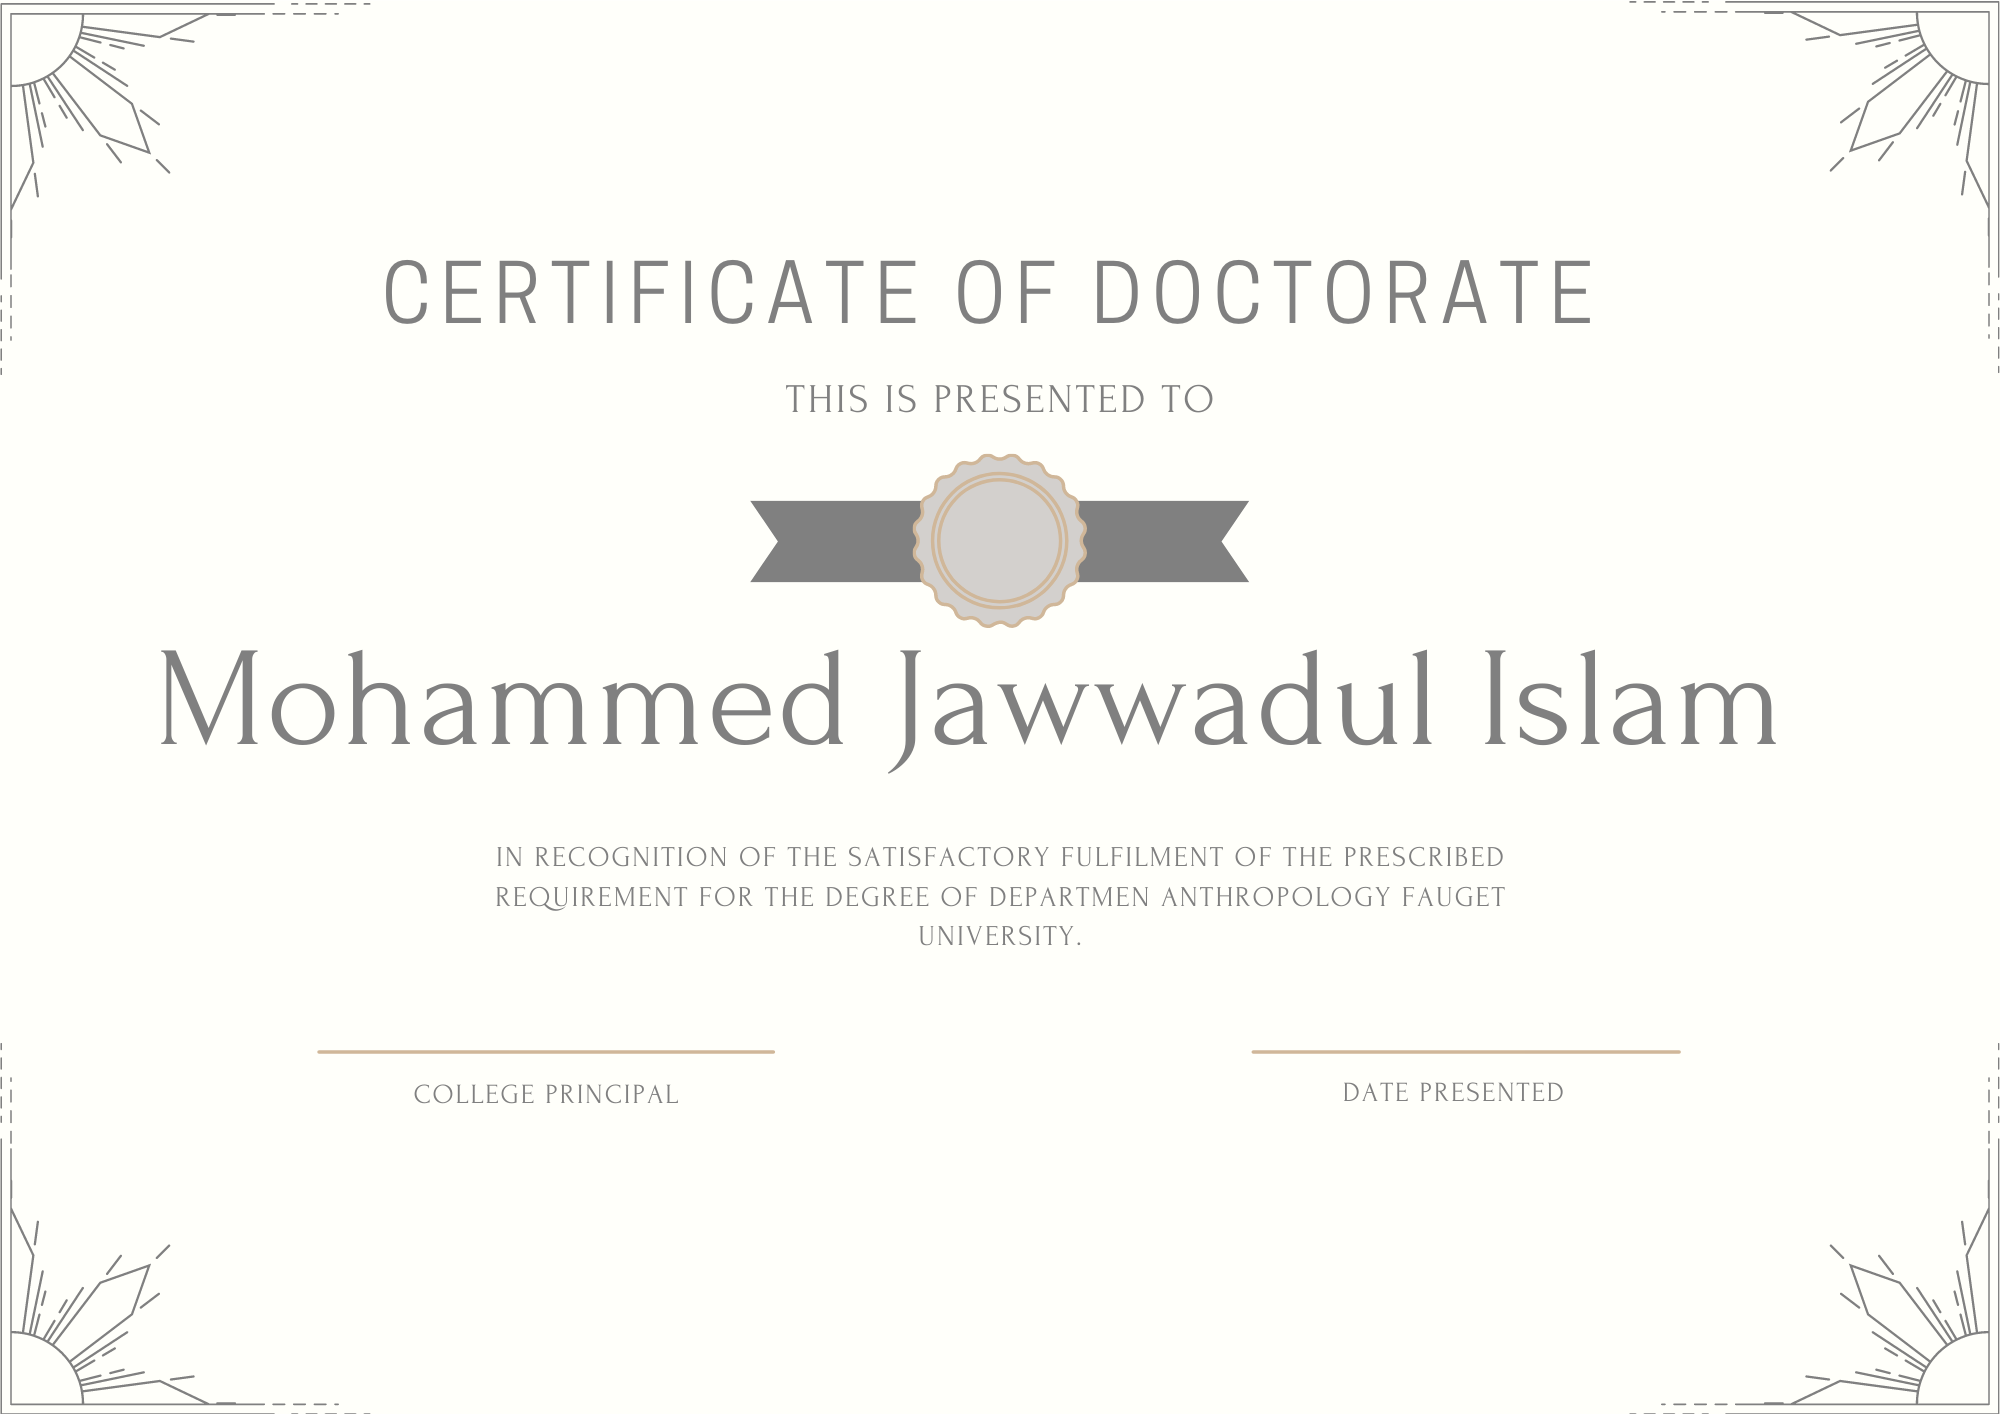 CERTIFICATE OF DOCTORATE
THIS IS PRESENTED TO
Mohammed Jawwadul Islam
IN RECOGNITION OF THE SATISFACTORY FULFILMENT OF THE PRESCRIBED
REQUIREMENT FOR THE DEGREE OF DEPARTMEN ANTHROPOLOGY FAUGET
UNIVERSITY.
COLLEGE PRINCIPAL
DATE PRESENTED